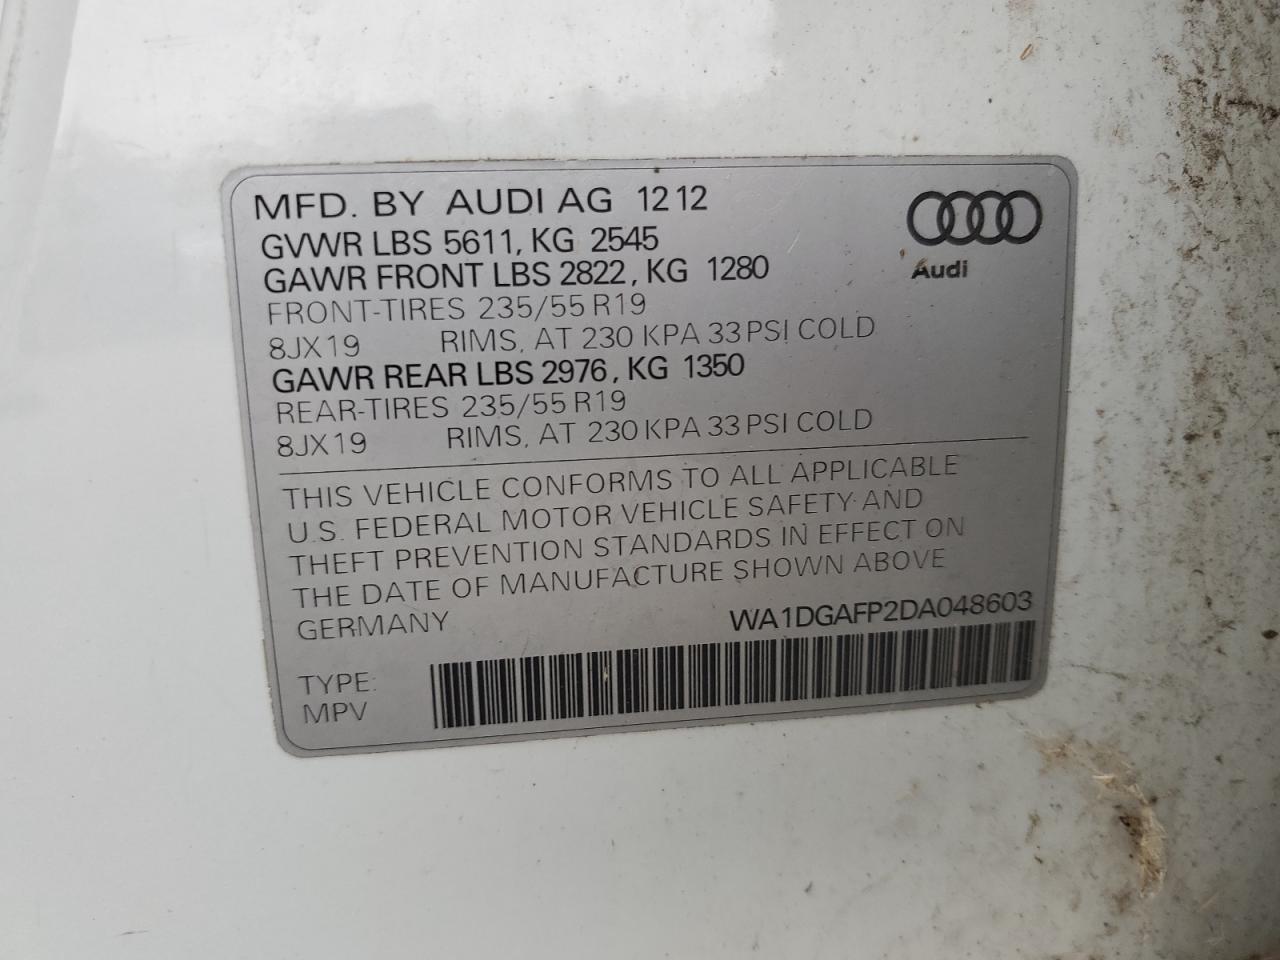 MFD. BY AUDI AG 12 12
GVWR LBS 5611, KG 2545
GAWR FRONT LBS 2822, KG 1280
FRONT-TIRES 235/55 R19
8JX19 RIMS, AT 230 KPA 33 PSI COLD
GAWR REAR LBS 2976, KG 1350
REAR-TIRES 235/55 R19
8JX19 RIMS, AT 230 KPA 33 PSI COLD
Audi
THIS VEHICLE CONFORMS TO ALL APPLICABLE
U.S. FEDERAL MOTOR VEHICLE SAFETY AND
THEFT PREVENTION STANDARDS IN EFFECT ON
THE DATE OF MANUFACTURE SHOWN ABOVE
GERMANY WA1DGAFP2DA048603
TYPE:
MPV